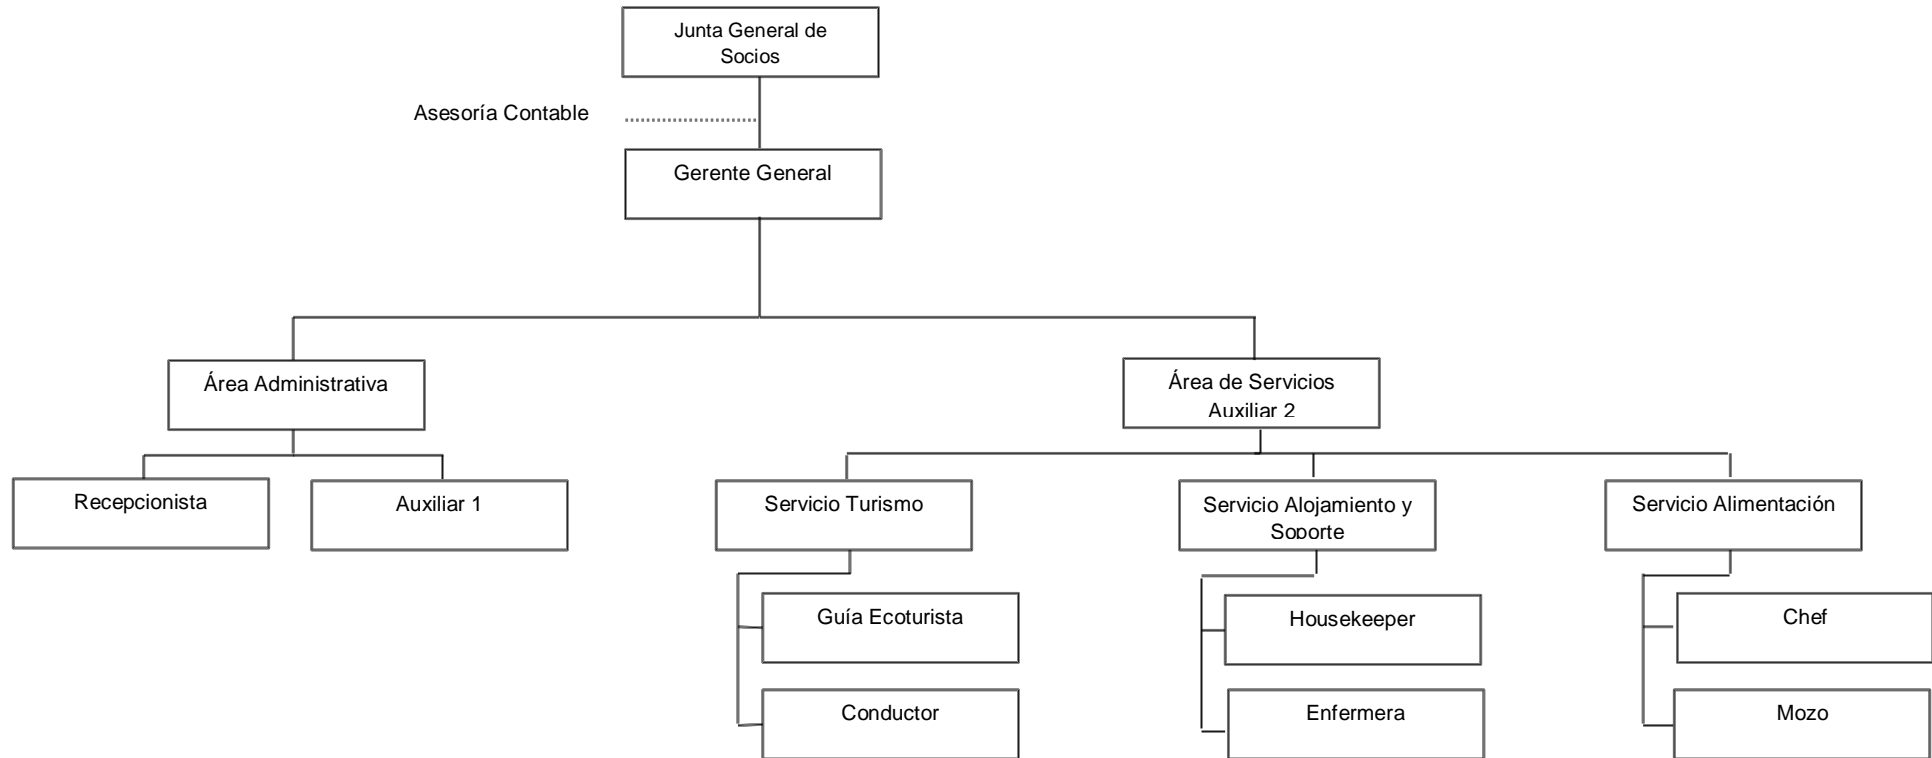 Junta General de
Socios
Asesoría Contable
Gerente General
Área Administrativa
Área de Servicios
Auxiliar 2
Recepcionista
Auxiliar 1
Servicio Turismo
Servicio Alojamiento y
Soporte
Servicio Alimentación
Guía Ecoturista
Housekeeper
Chef
Conductor
Enfermera
Mozo